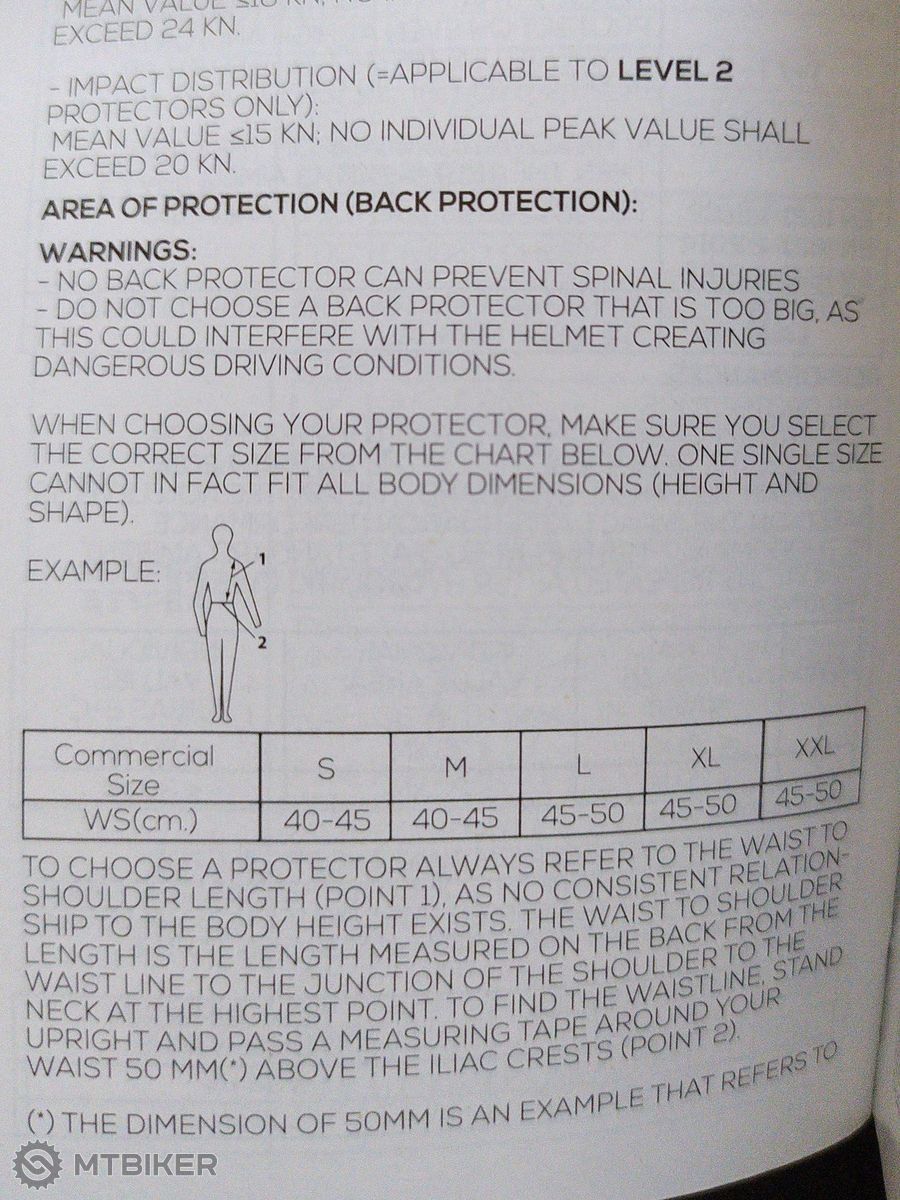 MEAN VALUE ≤18 KN; NO
EXCEED 24 KN.
- IMPACT DISTRIBUTION (=APPLICABLE TO LEVEL 2
PROTECTORS ONLY):
MEAN VALUE ≤15 KN; NO INDIVIDUAL PEAK VALUE SHALL
EXCEED 20 KN.
AREA OF PROTECTION (BACK PROTECTION):
WARNINGS:
- NO BACK PROTECTOR CAN PREVENT SPINAL INJURIES
- DO NOT CHOOSE A BACK PROTECTOR THAT IS TOO BIG, AS
THIS COULD INTERFERE WITH THE HELMET CREATING
DANGEROUS DRIVING CONDITIONS.
WHEN CHOOSING YOUR PROTECTOR, MAKE SURE YOU SELECT
THE CORRECT SIZE FROM THE CHART BELOW. ONE SINGLE SIZE
CANNOT IN FACT FIT ALL BODY DIMENSIONS (HEIGHT AND
SHAPE).
EXAMPLE:
1
2
Commercial Size S M L XL XXL
WS(cm.) 40-45 40-45 45-50 45-50 45-50
TO CHOOSE A PROTECTOR ALWAYS REFER TO THE WAIST TO
SHOULDER LENGTH (POINT 1), AS NO CONSISTENT RELATION-
SHIP TO THE BODY HEIGHT EXISTS. THE WAIST TO SHOULDER
LENGTH IS THE LENGTH MEASURED ON THE BACK FROM THE
WAIST LINE TO THE JUNCTION OF THE SHOULDER TO THE
NECK AT THE HIGHEST POINT. TO FIND THE WAISTLINE, STAND
UPRIGHT AND PASS A MEASURING TAPE AROUND YOUR
WAIST 50 MM(*) ABOVE THE ILIAC CRESTS (POINT 2).
(*) THE DIMENSION OF 50MM IS AN EXAMPLE THAT REFERS TO
MTBIKER